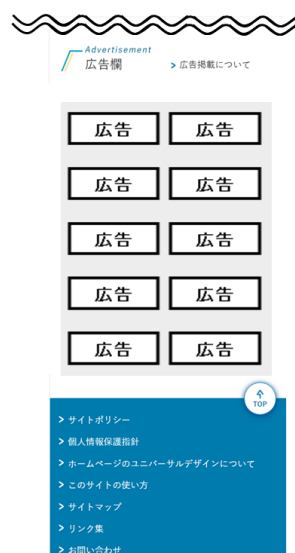 Advertisement
広告欄
> 広告掲載について
広告 広告
広告 広告
広告 広告
広告 広告
広告 広告
TOP
> サイトポリシー
> 個人情報保護指針
> ホームページのユニバーサルデザインについて
> このサイトの使い方
> サイトマップ
> リンク集
> お問い合わせ